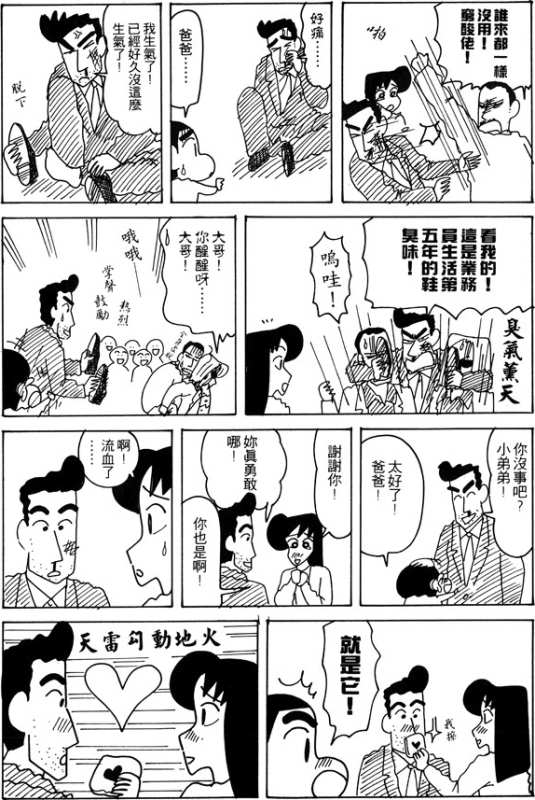 誰來都一樣
沒用！
窮酸佬！
拍
好痛……
爸爸……
我生氣了！
已經好久沒這麼
生氣了！
脫下
看我的！
這是業務
員生活第
五年的鞋
臭味！
嗚哇！
臭氣薰天
大哥！
你醒醒呀……
大哥！
哦哦
掌聲
鼓勵
熱烈
你沒事吧？
小弟弟！
太好了！
爸爸！
謝謝你！
妳真勇敢
哪！
你也是啊！
啊！
流血了
……
我擦
就是它！
天雷勾動地火